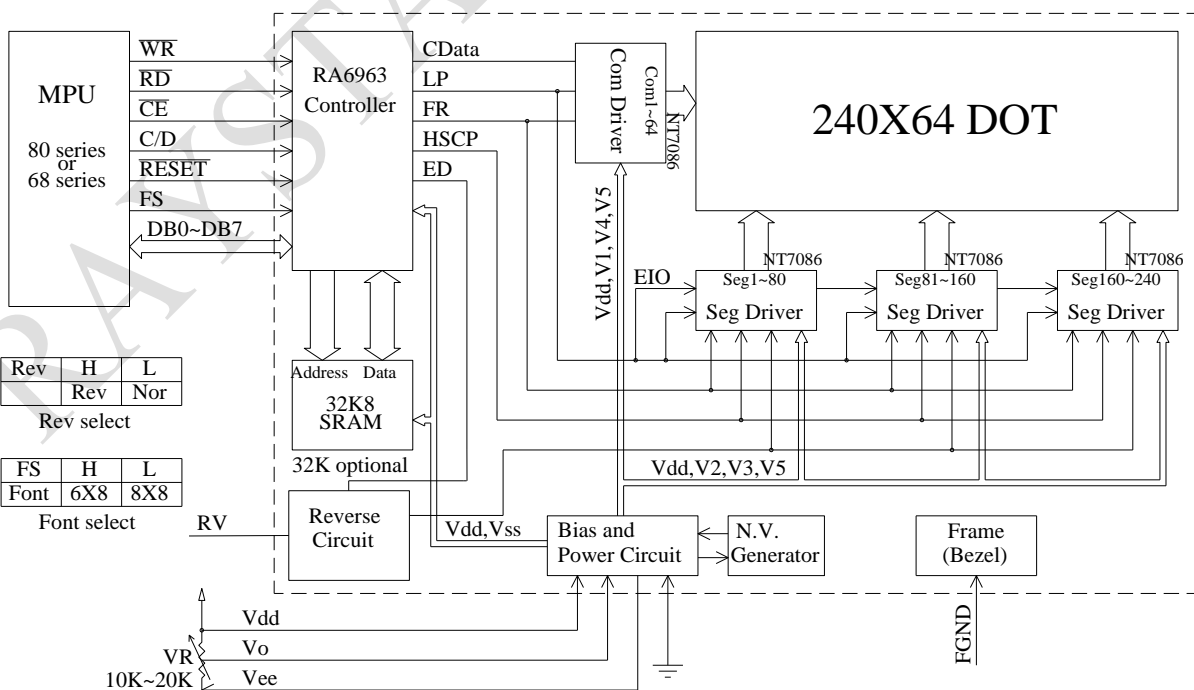 RAYSTA
MPU
80 series
or
68 series
WR
RD
CE
C/D
RESET
FS
DB0~DB7
RA6963
Controller
CData
LP
FR
HSCP
ED
Com Driver
Com1~64
NT7086
240X64 DOT
Vdd,V1,V4,V5
EIO
NT7086
Seg1~80
Seg Driver
NT7086
Seg81~160
Seg Driver
NT7086
Seg160~240
Seg Driver
Address Data
32K8
SRAM
32K optional
Rev H L
Rev Nor
Rev select
FS H L
Font 6X8 8X8
Font select
RV
Reverse
Circuit
Vdd,Vss
Vdd,V2,V3,V5
Bias and
Power Circuit
N.V.
Generator
Frame
(Bezel)
FGND
Vdd
Vo
Vee
VR
10K~20K